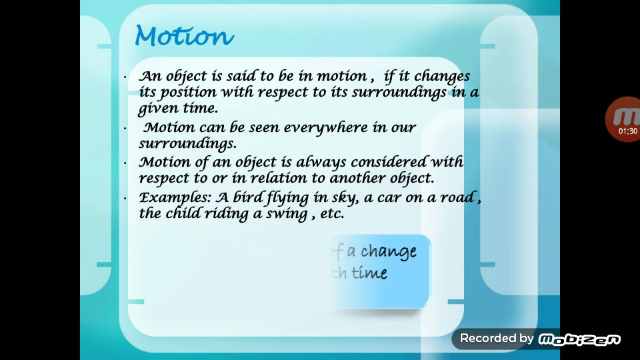 Motion
· An object is said to be in motion , if it changes
its position with respect to its surroundings in a
given time.
· Motion can be seen everywhere in our
surroundings.
· Motion of an object is always considered with
respect to or in relation to another object.
· Examples: A bird flying in sky, a car on a road ,
the child riding a swing , etc.
of a change
time
01:30
Recorded by MOBIZEN